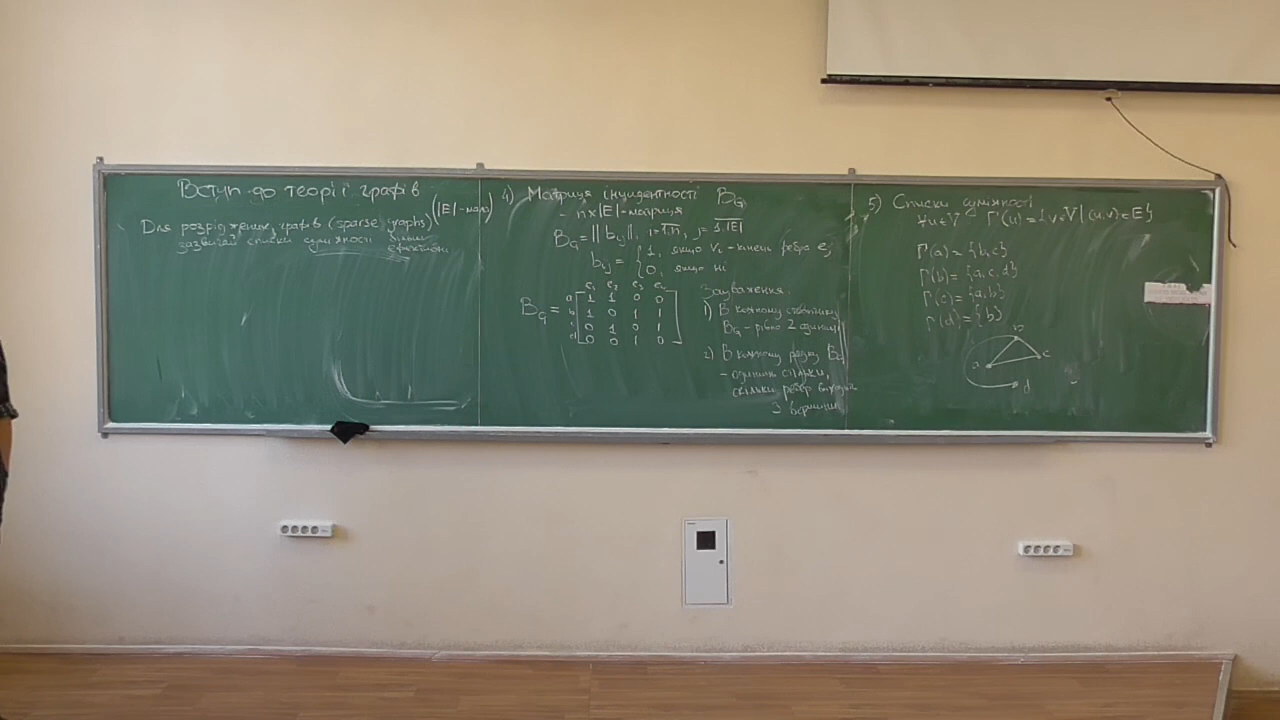 Вступ до теорії графів
Для розріджених графів (sparse graphs) (|E|-мало)
зазвичай списки суміжності більш
ефективні
4) Матриця інцидентності B_G
- n×|E|-матриця
B_G = || b_ij ||, i=1,n, j=1,|E|
b_ij = { 1, якщо v_i - кінець ребра e_j
0, якщо ні
e₁ e₂ e₃ e₄
B_G =
a 1 1 0 0
b 1 0 1 1
c 0 1 0 1
d 0 0 1 0
Зауваження.
1) В кожному стовпчику
B_G - рівно 2 одиниці
2) В кожному рядку B_G
- одиниць стільки,
скільки ребер виходить
з вершини
5) Списки суміжності
∀u∈V Γ(u)={v∈V | (u,v)∈E}
Γ(a) = {b,c}
Γ(b) = {a,c,d}
Γ(c) = {a,b}
Γ(d) = {b}
b
a c
d